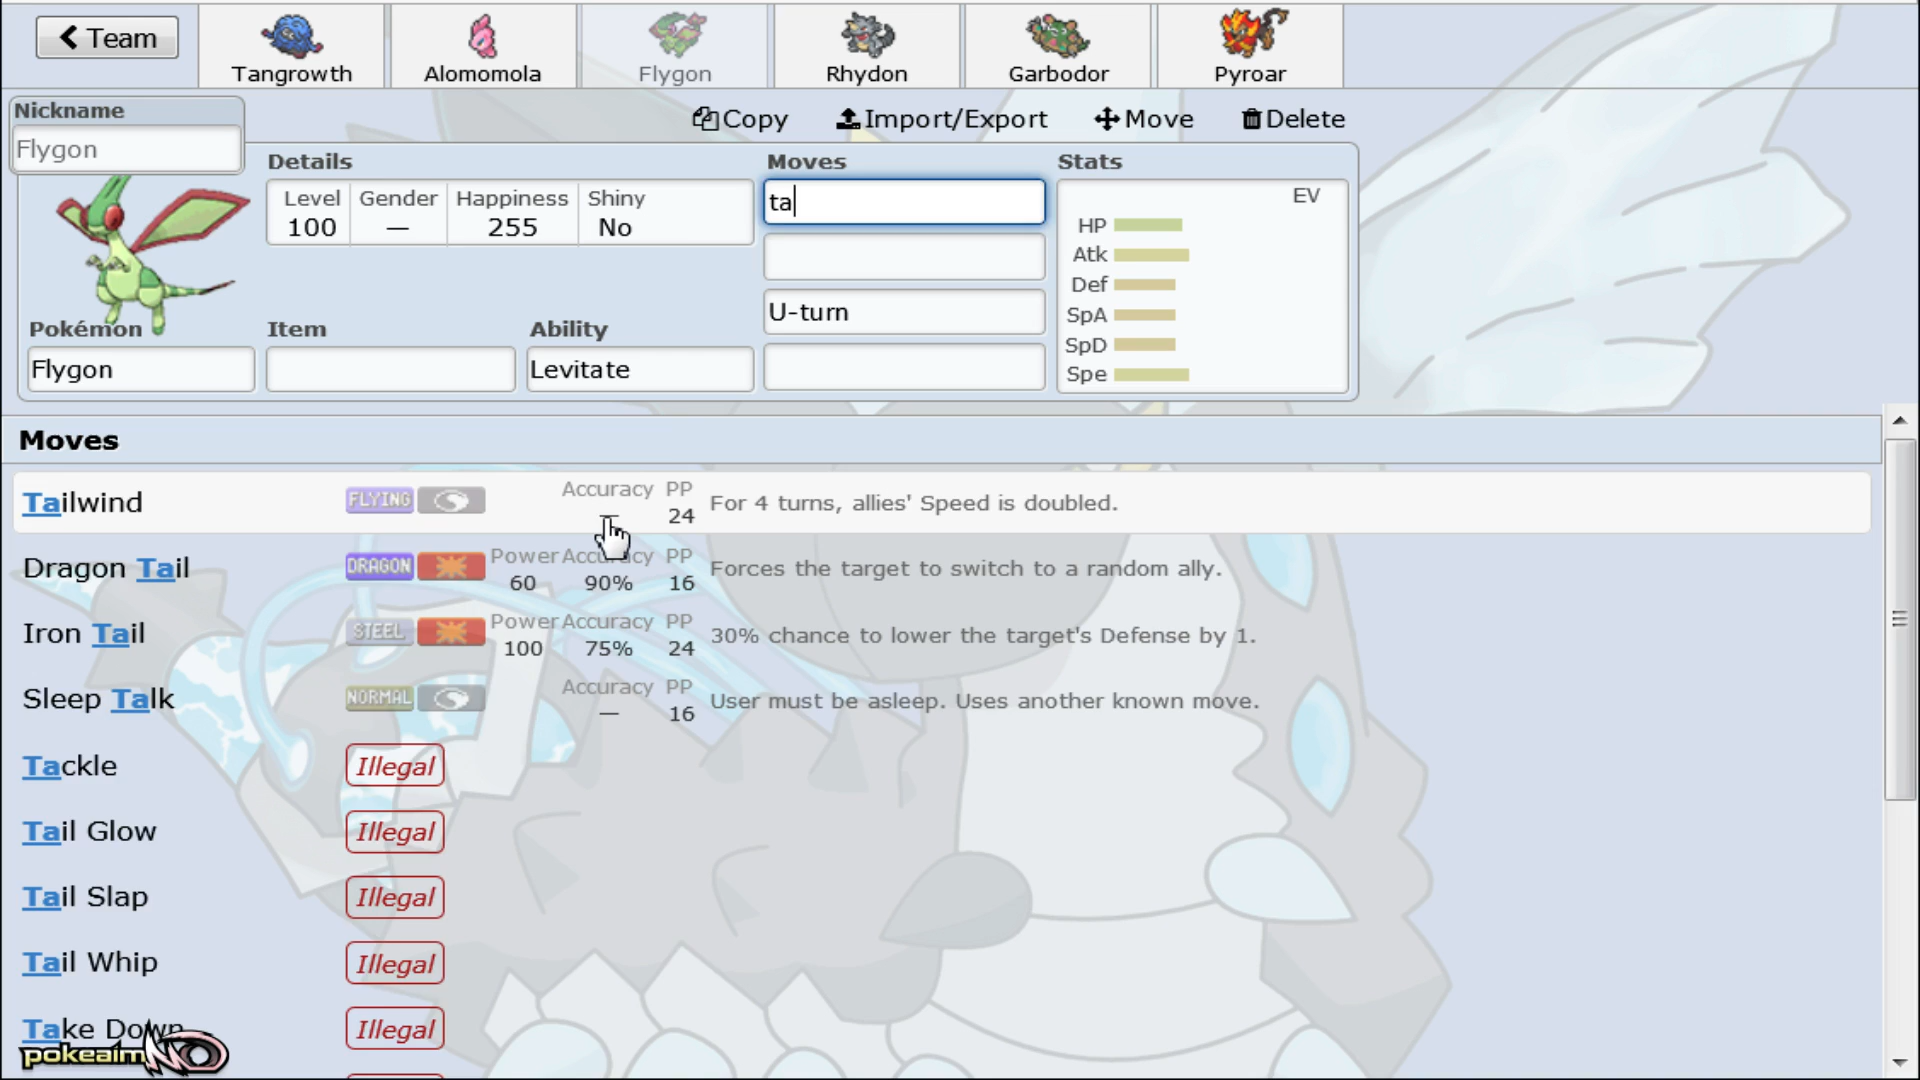 Team
Tangrowth
Alomomola
Flygon
Rhydon
Garbodor
Pyroar
Nickname
Flygon
Copy
Import/Export
Move
Delete
Details
Level
100
Gender
—
Happiness
255
Shiny
No
Pokémon
Flygon
Item
Ability
Levitate
Moves
ta
U-turn
Stats
EV
HP
Atk
Def
SpA
SpD
Spe
Moves
Tailwind FLYING Accuracy — PP 24 For 4 turns, allies' Speed is doubled.
Dragon Tail DRAGON Power 60 Accuracy 90% PP 16 Forces the target to switch to a random ally.
Iron Tail STEEL Power 100 Accuracy 75% PP 24 30% chance to lower the target's Defense by 1.
Sleep Talk NORMAL Accuracy — PP 16 User must be asleep. Uses another known move.
Tackle Illegal
Tail Glow Illegal
Tail Slap Illegal
Tail Whip Illegal
Take Down Illegal
pokeaim